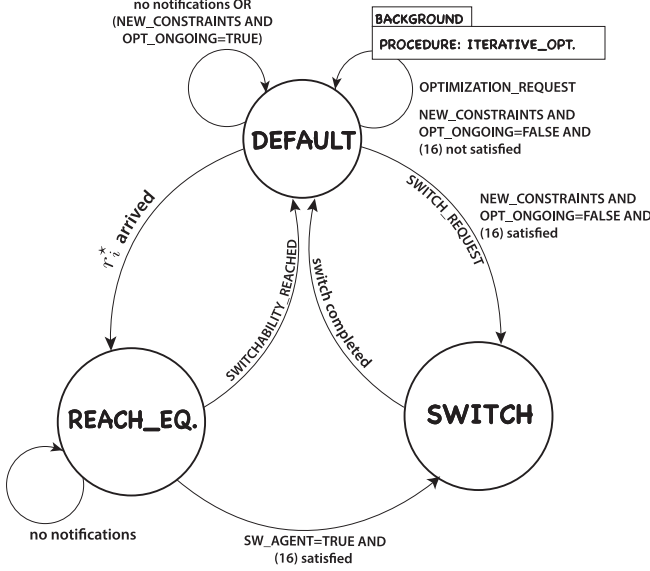 no notifications OR
(NEW_CONSTRAINTS AND
OPT_ONGOING=TRUE)
BACKGROUND
PROCEDURE: ITERATIVE_OPT.
OPTIMIZATION_REQUEST
NEW_CONSTRAINTS AND
OPT_ONGOING=FALSE AND
(16) not satisfied
DEFAULT
r_i^* arrived
SWITCHABILITY_REACHED
switch completed
SWITCH_REQUEST
NEW_CONSTRAINTS AND
OPT_ONGOING=FALSE AND
(16) satisfied
REACH_EQ.
SWITCH
no notifications
SW_AGENT=TRUE AND
(16) satisfied